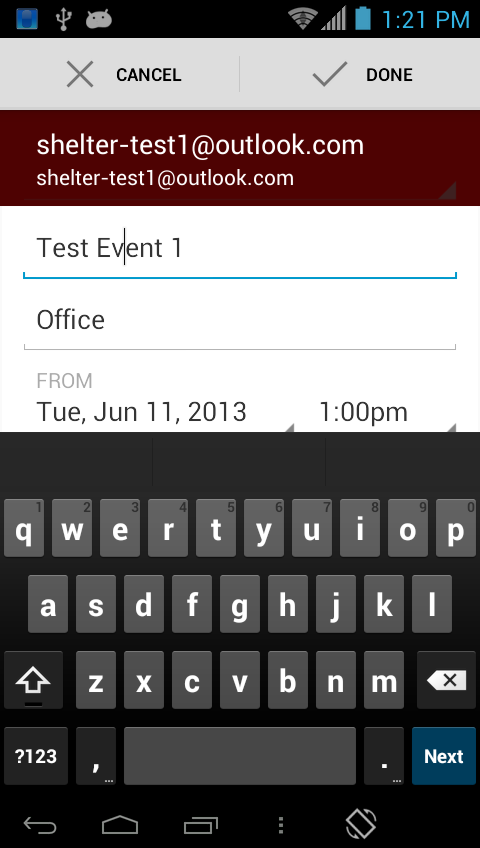 1:21 PM
CANCEL DONE
shelter-test1@outlook.com
shelter-test1@outlook.com
Test Event 1
Office
FROM
Tue, Jun 11, 2013 1:00pm
1 2 3 4 5 6 7 8 9 0
q w e r t y u i o p
a s d f g h j k l
z x c v b n m
?123 , ... . ... Next